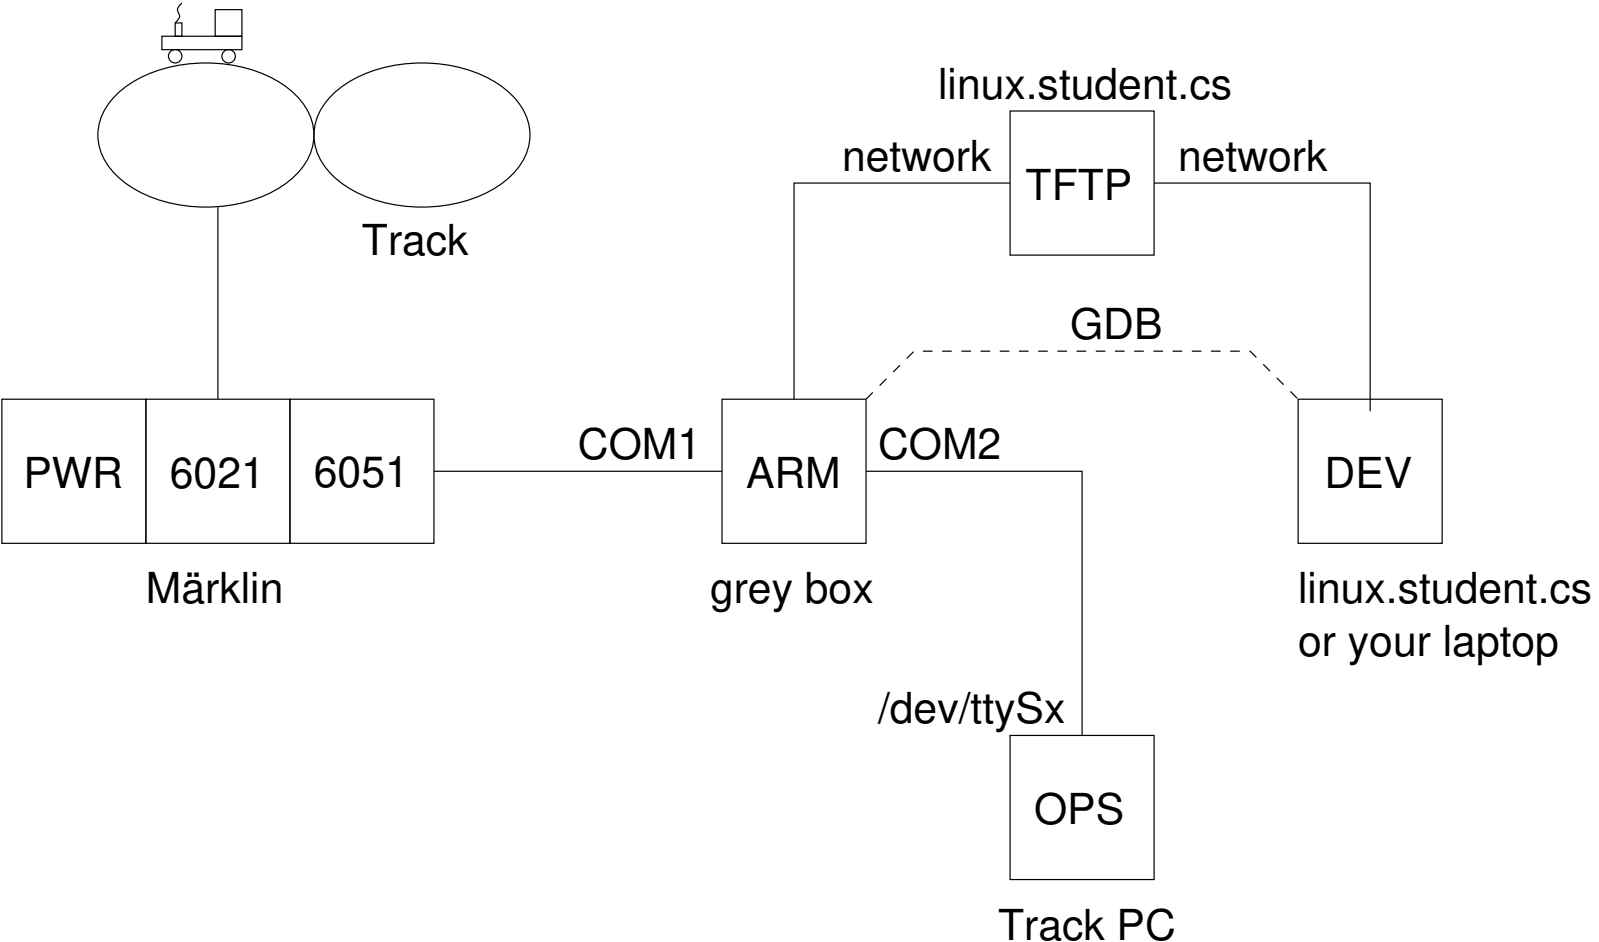 linux.student.cs
network
TFTP
network
Track
GDB
PWR
6021
6051
COM1
ARM
COM2
DEV
Märklin
grey box
linux.student.cs
or your laptop
/dev/ttySx
OPS
Track PC